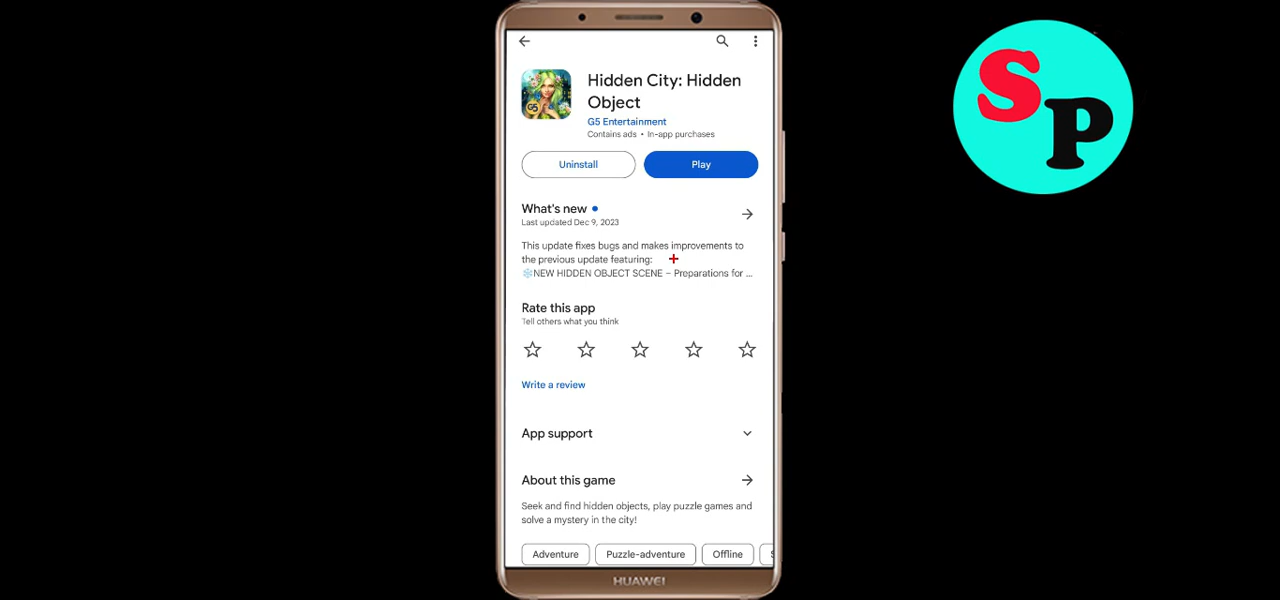 Hidden City: Hidden
Object
G5 Entertainment
Contains ads • In-app purchases
Uninstall
Play
What's new
Last updated Dec 9, 2023
This update fixes bugs and makes improvements to
the previous update featuring:
❄️NEW HIDDEN OBJECT SCENE – Preparations for ...
Rate this app
Tell others what you think
Write a review
App support
About this game
Seek and find hidden objects, play puzzle games and
solve a mystery in the city!
Adventure
Puzzle-adventure
Offline
HUAWEI
SP
G5